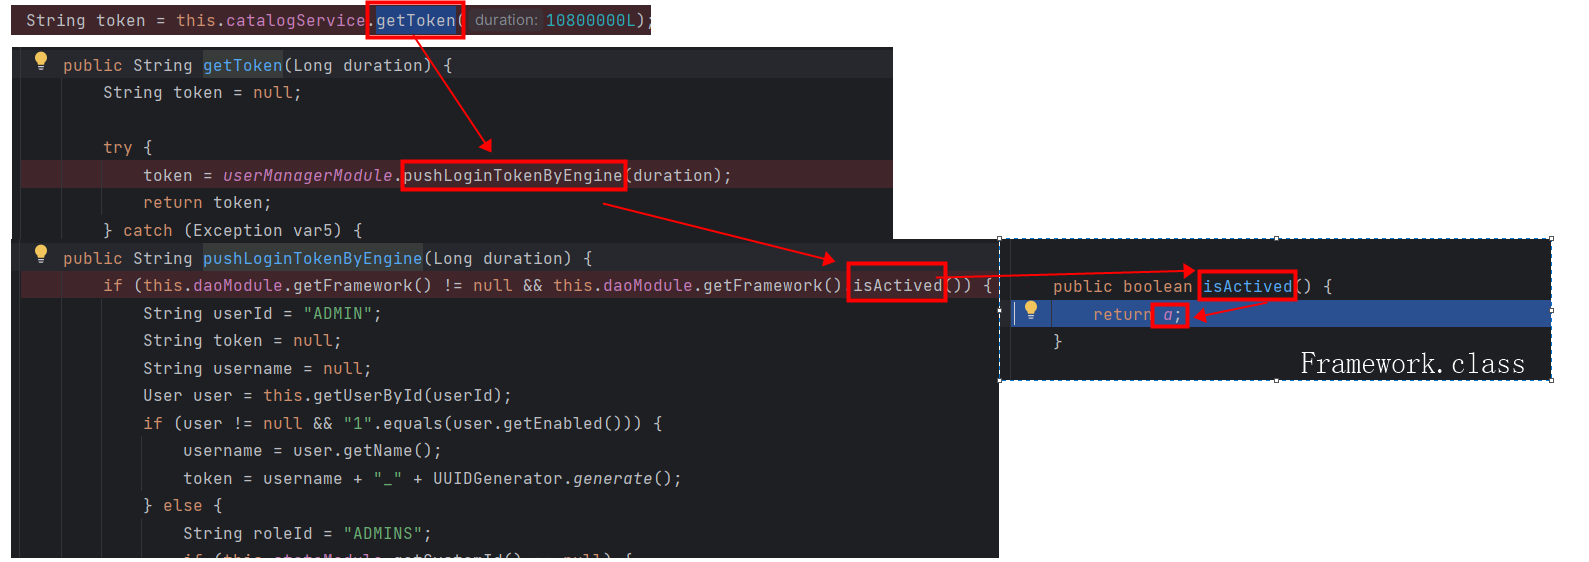 String token = this.catalogService.getToken( duration: 10800000L);
public String getToken(Long duration) {
String token = null;
try {
token = userManagerModule.pushLoginTokenByEngine(duration);
return token;
} catch (Exception var5) {
public String pushLoginTokenByEngine(Long duration) {
if (this.daoModule.getFramework() != null && this.daoModule.getFramework().isActived()) {
String userId = "ADMIN";
String token = null;
String username = null;
User user = this.getUserById(userId);
if (user != null && "1".equals(user.getEnabled())) {
username = user.getName();
token = username + "_" + UUIDGenerator.generate();
} else {
String roleId = "ADMINS";
public boolean isActived() {
return a;
}
Framework.class